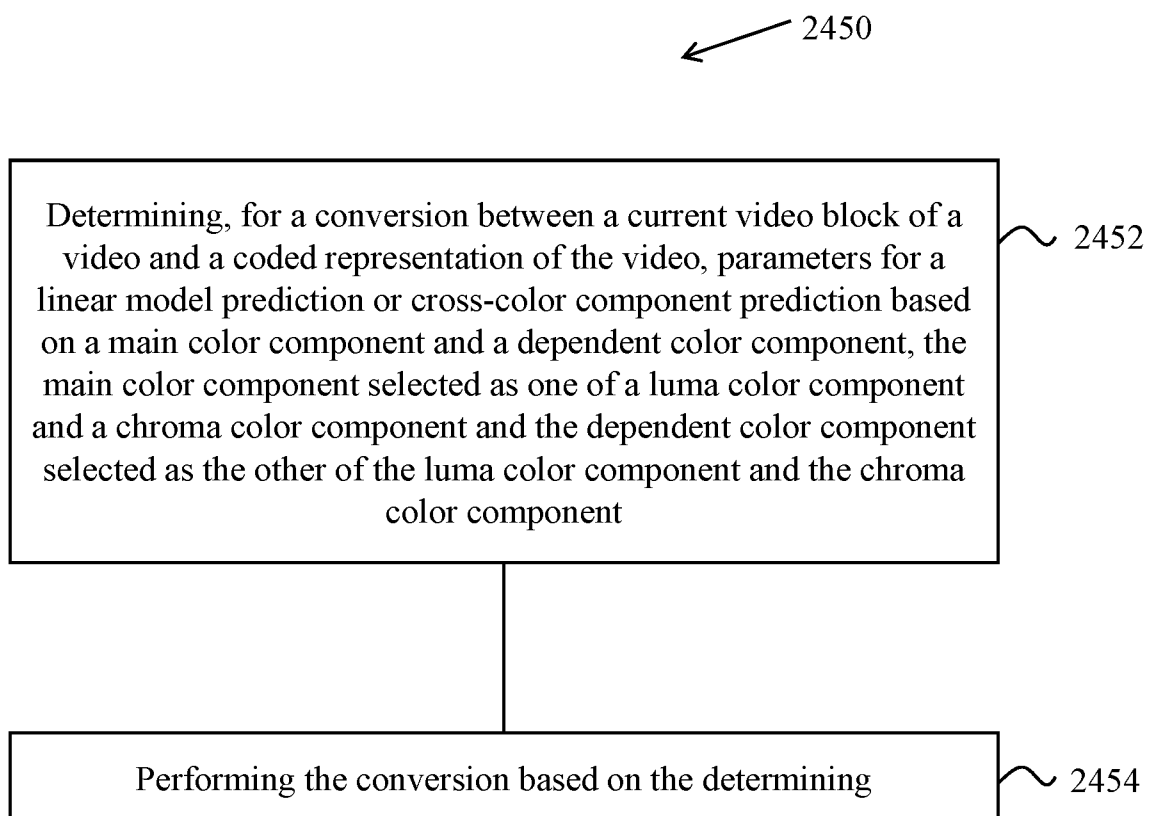 2450
Determining, for a conversion between a current video block of a
video and a coded representation of the video, parameters for a
linear model prediction or cross-color component prediction based
on a main color component and a dependent color component, the
main color component selected as one of a luma color component
and a chroma color component and the dependent color component
selected as the other of the luma color component and the chroma
color component
2452
Performing the conversion based on the determining
2454